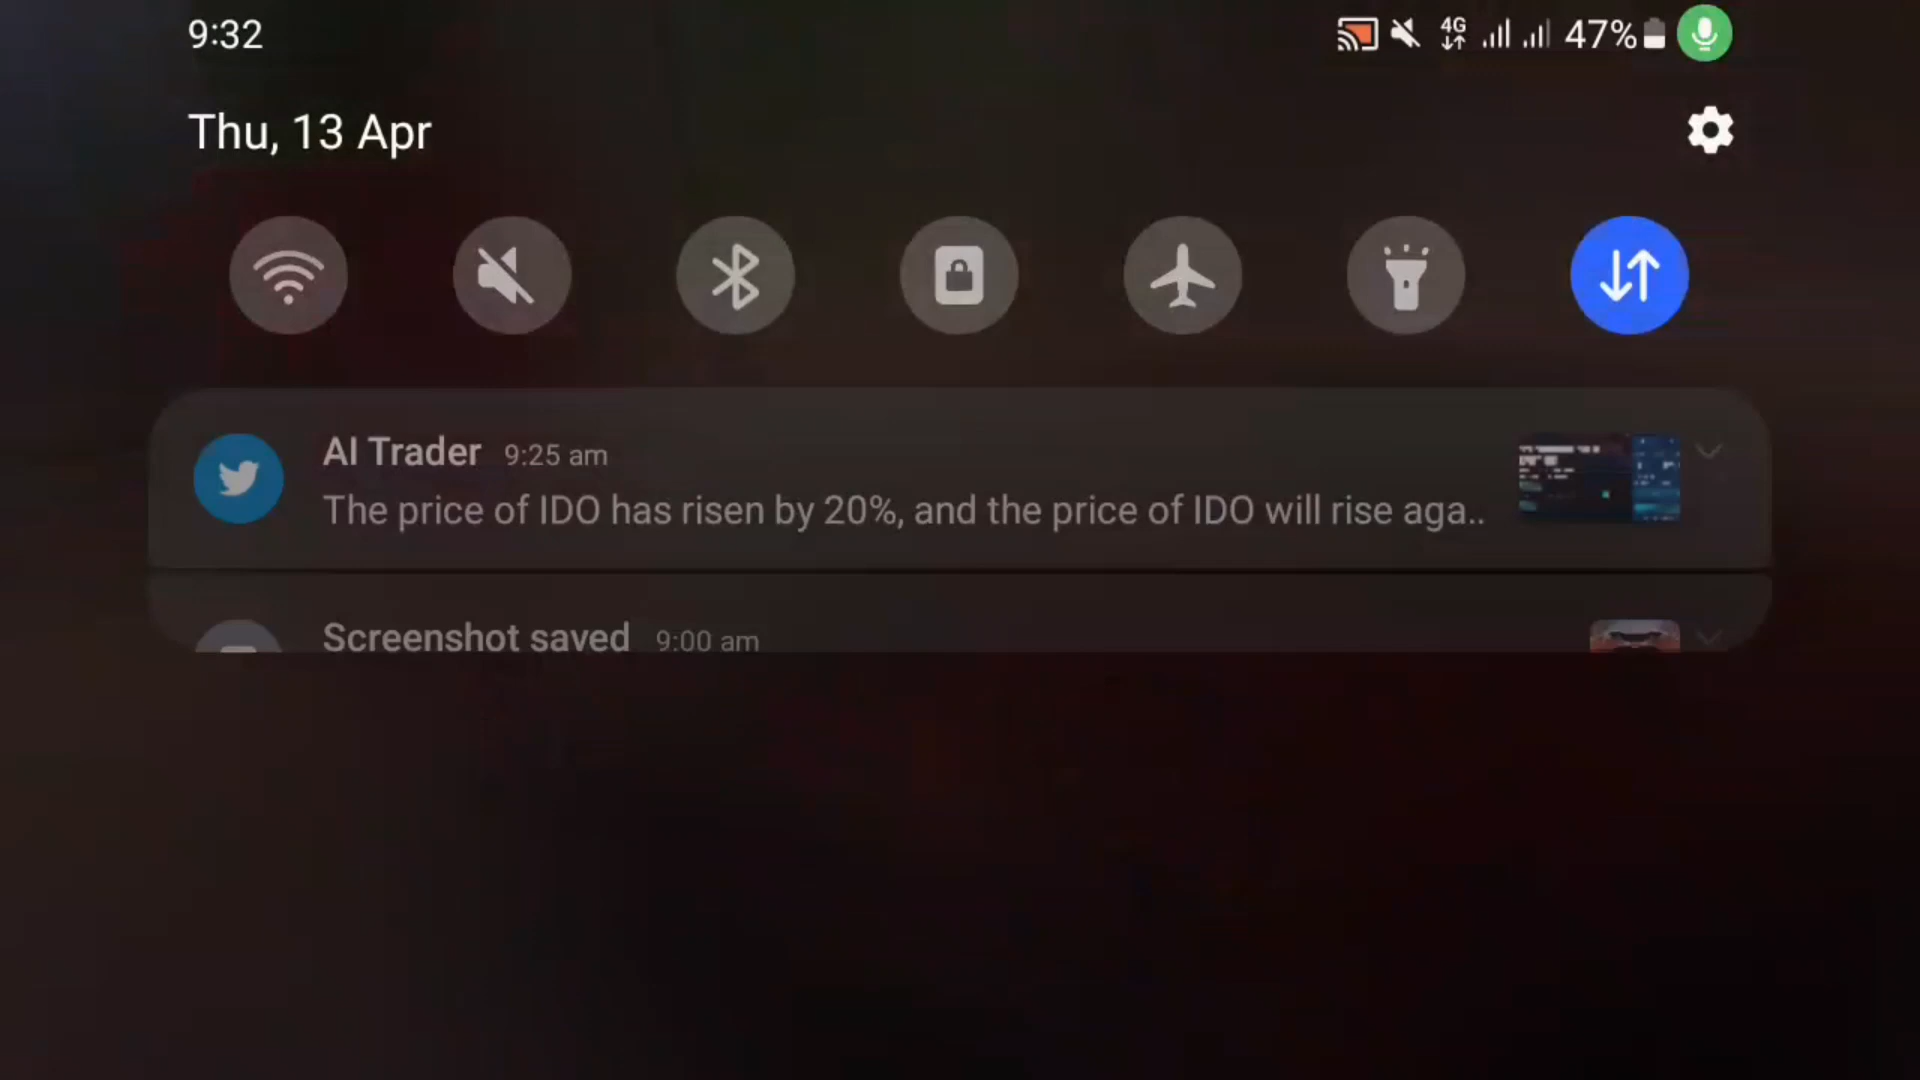 9:32
4G
47%
Thu, 13 Apr
AI Trader 9:25 am
The price of IDO has risen by 20%, and the price of IDO will rise aga..
Screenshot saved 9:00 am